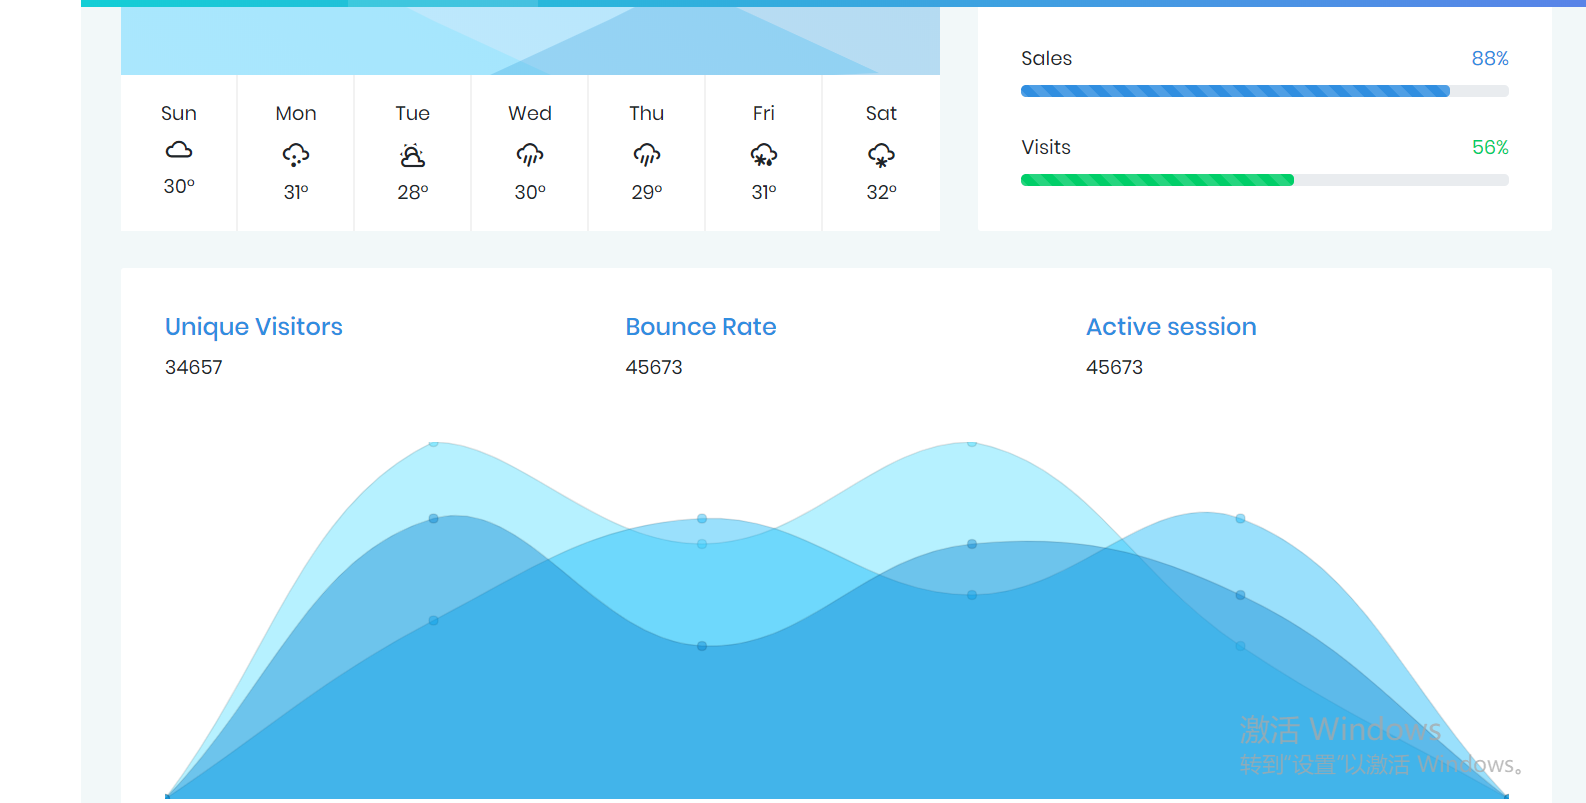 Sales 88%
Sun Mon Tue Wed Thu Fri Sat
Visits 56%
30° 31° 28° 30° 29° 31° 32°
Unique Visitors Bounce Rate Active session
34657 45673 45673
激活 Windows
转到“设置”以激活 Windows。